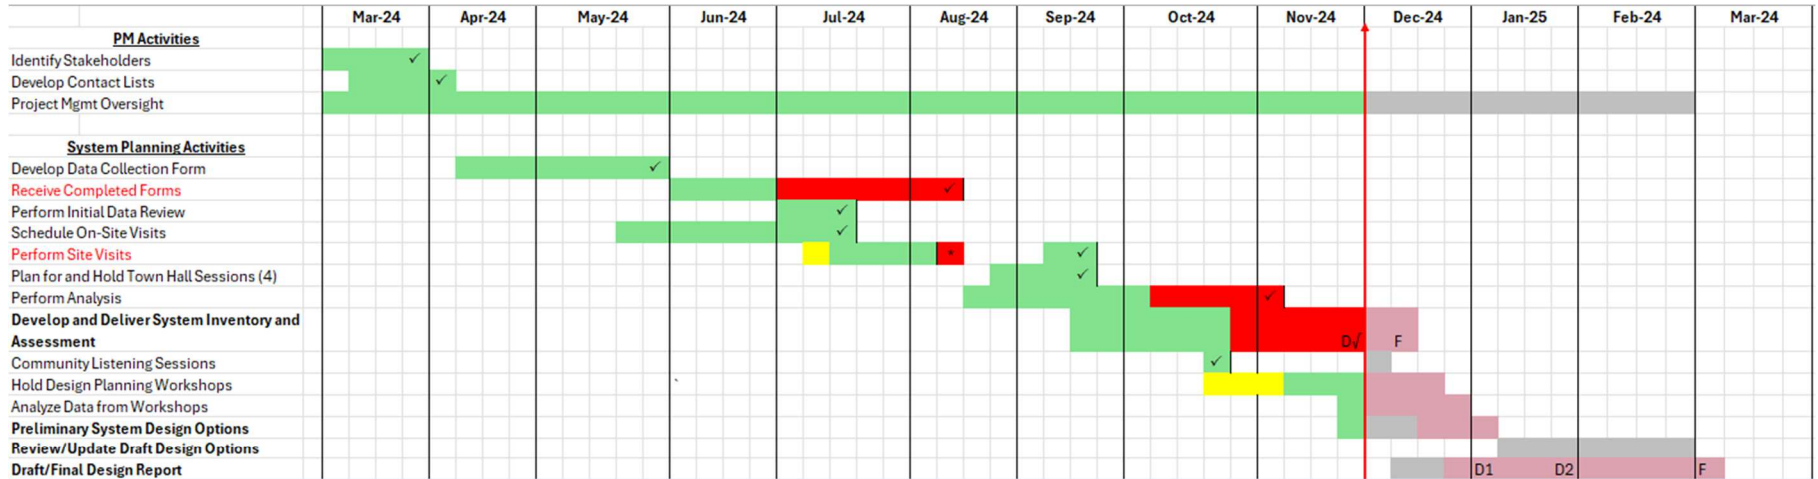 Mar-24 Apr-24 May-24 Jun-24 Jul-24 Aug-24 Sep-24 Oct-24 Nov-24 Dec-24 Jan-25 Feb-24 Mar-24
PM Activities
Identify Stakeholders ✓
Develop Contact Lists ✓
Project Mgmt Oversight
System Planning Activities
Develop Data Collection Form ✓
Receive Completed Forms ✓
Perform Initial Data Review ✓
Schedule On-Site Visits ✓
Perform Site Visits * ✓
Plan for and Hold Town Hall Sessions (4) ✓
Perform Analysis ✓
Develop and Deliver System Inventory and
Assessment D√ F
Community Listening Sessions ✓
Hold Design Planning Workshops `
Analyze Data from Workshops
Preliminary System Design Options
Review/Update Draft Design Options
Draft/Final Design Report D1 D2 F